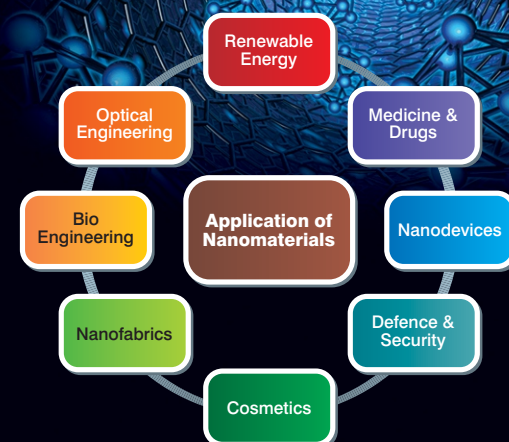 Renewable
Energy
Optical
Engineering
Medicine &
Drugs
Bio
Engineering
Application of
Nanomaterials
Nanodevices
Nanofabrics
Defence &
Security
Cosmetics